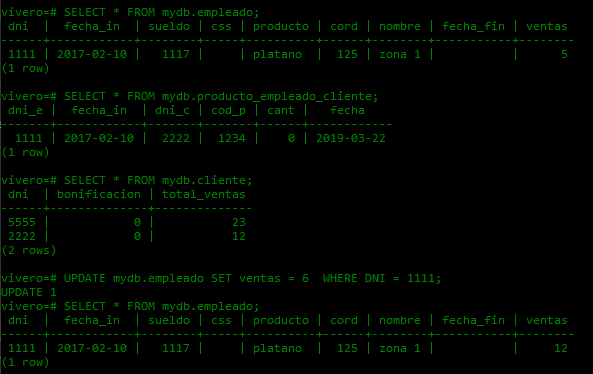 vivero=# SELECT * FROM mydb.empleado;
 dni  |  fecha_in  | sueldo | css | producto | cord | nombre | fecha_fin | ventas
------+------------+--------+-----+----------+------+--------+-----------+--------
 1111 | 2017-02-10 |   1117 |     | platano  |  125 | zona 1 |           |      5
(1 row)
vivero=# SELECT * FROM mydb.producto_empleado_cliente;
 dni_e |  fecha_in  | dni_c | cod_p | cant |   fecha
-------+------------+-------+-------+------+------------
  1111 | 2017-02-10 |  2222 |  1234 |    0 | 2019-03-22
(1 row)
vivero=# SELECT * FROM mydb.cliente;
 dni  | bonificacion | total_ventas
------+--------------+--------------
 5555 |            0 |           23
 2222 |            0 |           12
(2 rows)
vivero=# UPDATE mydb.empleado SET ventas = 6  WHERE DNI = 1111;
UPDATE 1
vivero=# SELECT * FROM mydb.empleado;
 dni  |  fecha_in  | sueldo | css | producto | cord | nombre | fecha_fin | ventas
------+------------+--------+-----+----------+------+--------+-----------+--------
 1111 | 2017-02-10 |   1117 |     | platano  |  125 | zona 1 |           |     12
(1 row)